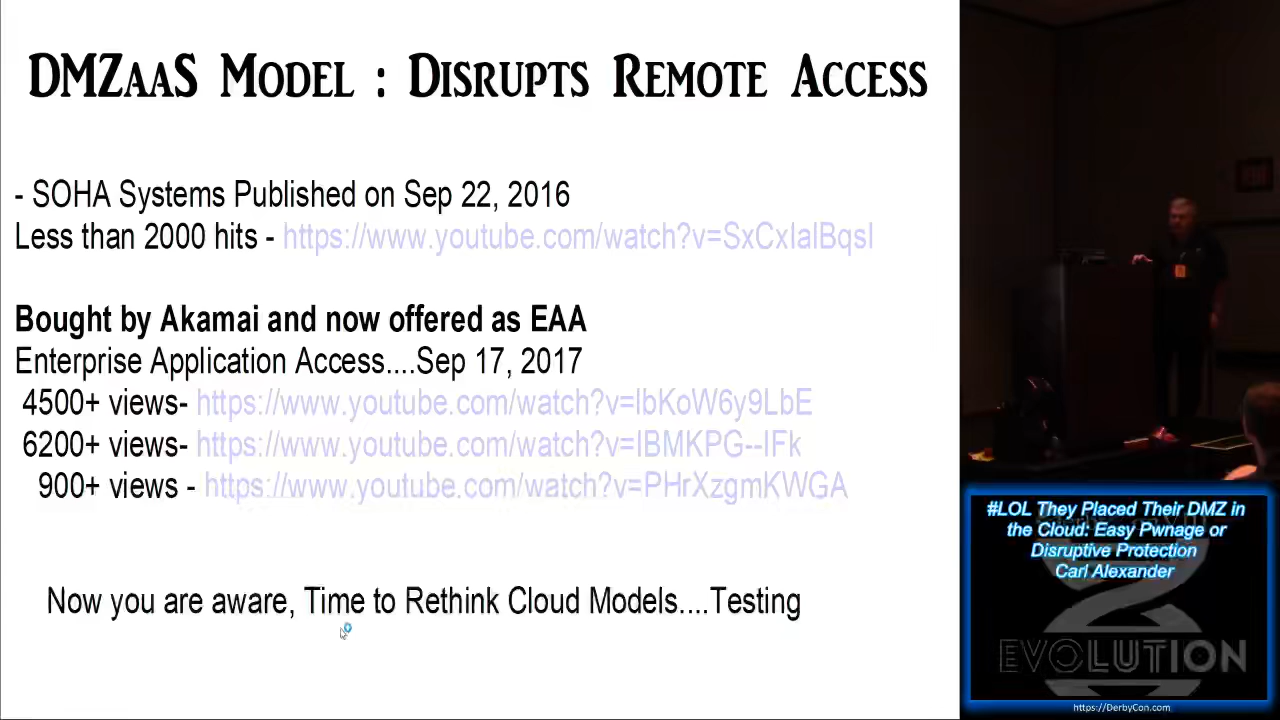 DMZaaS Model : Disrupts Remote Access
- SOHA Systems Published on Sep 22, 2016
Less than 2000 hits - https://www.youtube.com/watch?v=SxCxIalBqsI
Bought by Akamai and now offered as EAA
Enterprise Application Access....Sep 17, 2017
4500+ views- https://www.youtube.com/watch?v=IbKoW6y9LbE
6200+ views- https://www.youtube.com/watch?v=IBMKPG--IFk
900+ views - https://www.youtube.com/watch?v=PHrXzgmKWGA
Now you are aware, Time to Rethink Cloud Models....Testing
#LOL They Placed Their DMZ in
the Cloud: Easy Pwnage or
Disruptive Protection
Carl Alexander
EVOLUTION
https://DerbyCon.com